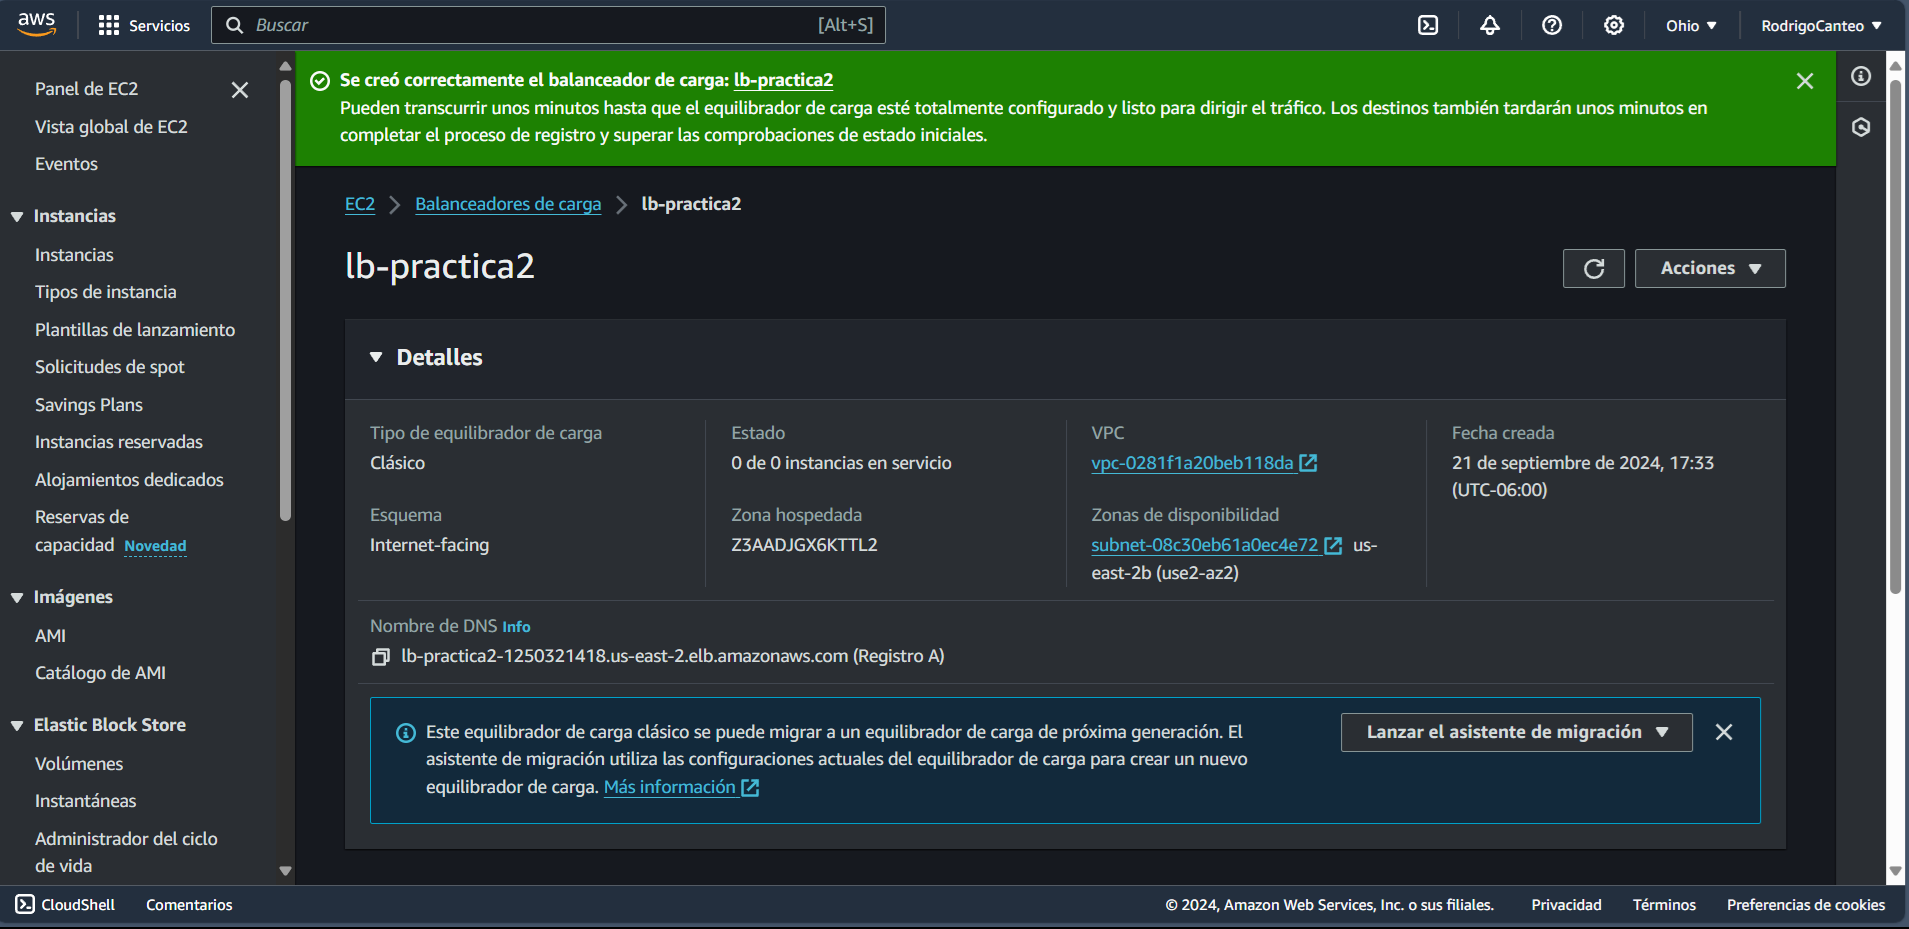 aws
Servicios
Buscar
[Alt+S]
Ohio
RodrigoCanteo
Panel de EC2
Vista global de EC2
Eventos
Instancias
Instancias
Tipos de instancia
Plantillas de lanzamiento
Solicitudes de spot
Savings Plans
Instancias reservadas
Alojamientos dedicados
Reservas de
capacidad Novedad
Imágenes
AMI
Catálogo de AMI
Elastic Block Store
Volúmenes
Instantáneas
Administrador del ciclo
de vida
Se creó correctamente el balanceador de carga: lb-practica2
Pueden transcurrir unos minutos hasta que el equilibrador de carga esté totalmente configurado y listo para dirigir el tráfico. Los destinos también tardarán unos minutos en
completar el proceso de registro y superar las comprobaciones de estado iniciales.
EC2
Balanceadores de carga
lb-practica2
lb-practica2
Acciones
Detalles
Tipo de equilibrador de carga
Clásico
Esquema
Internet-facing
Estado
0 de 0 instancias en servicio
Zona hospedada
Z3AADJGX6KTTL2
VPC
vpc-0281f1a20beb118da
Zonas de disponibilidad
subnet-08c30eb61a0ec4e72 us-
east-2b (use2-az2)
Fecha creada
21 de septiembre de 2024, 17:33
(UTC-06:00)
Nombre de DNS Info
lb-practica2-1250321418.us-east-2.elb.amazonaws.com (Registro A)
Este equilibrador de carga clásico se puede migrar a un equilibrador de carga de próxima generación. El
asistente de migración utiliza las configuraciones actuales del equilibrador de carga para crear un nuevo
equilibrador de carga. Más información
Lanzar el asistente de migración
CloudShell
Comentarios
© 2024, Amazon Web Services, Inc. o sus filiales.
Privacidad
Términos
Preferencias de cookies